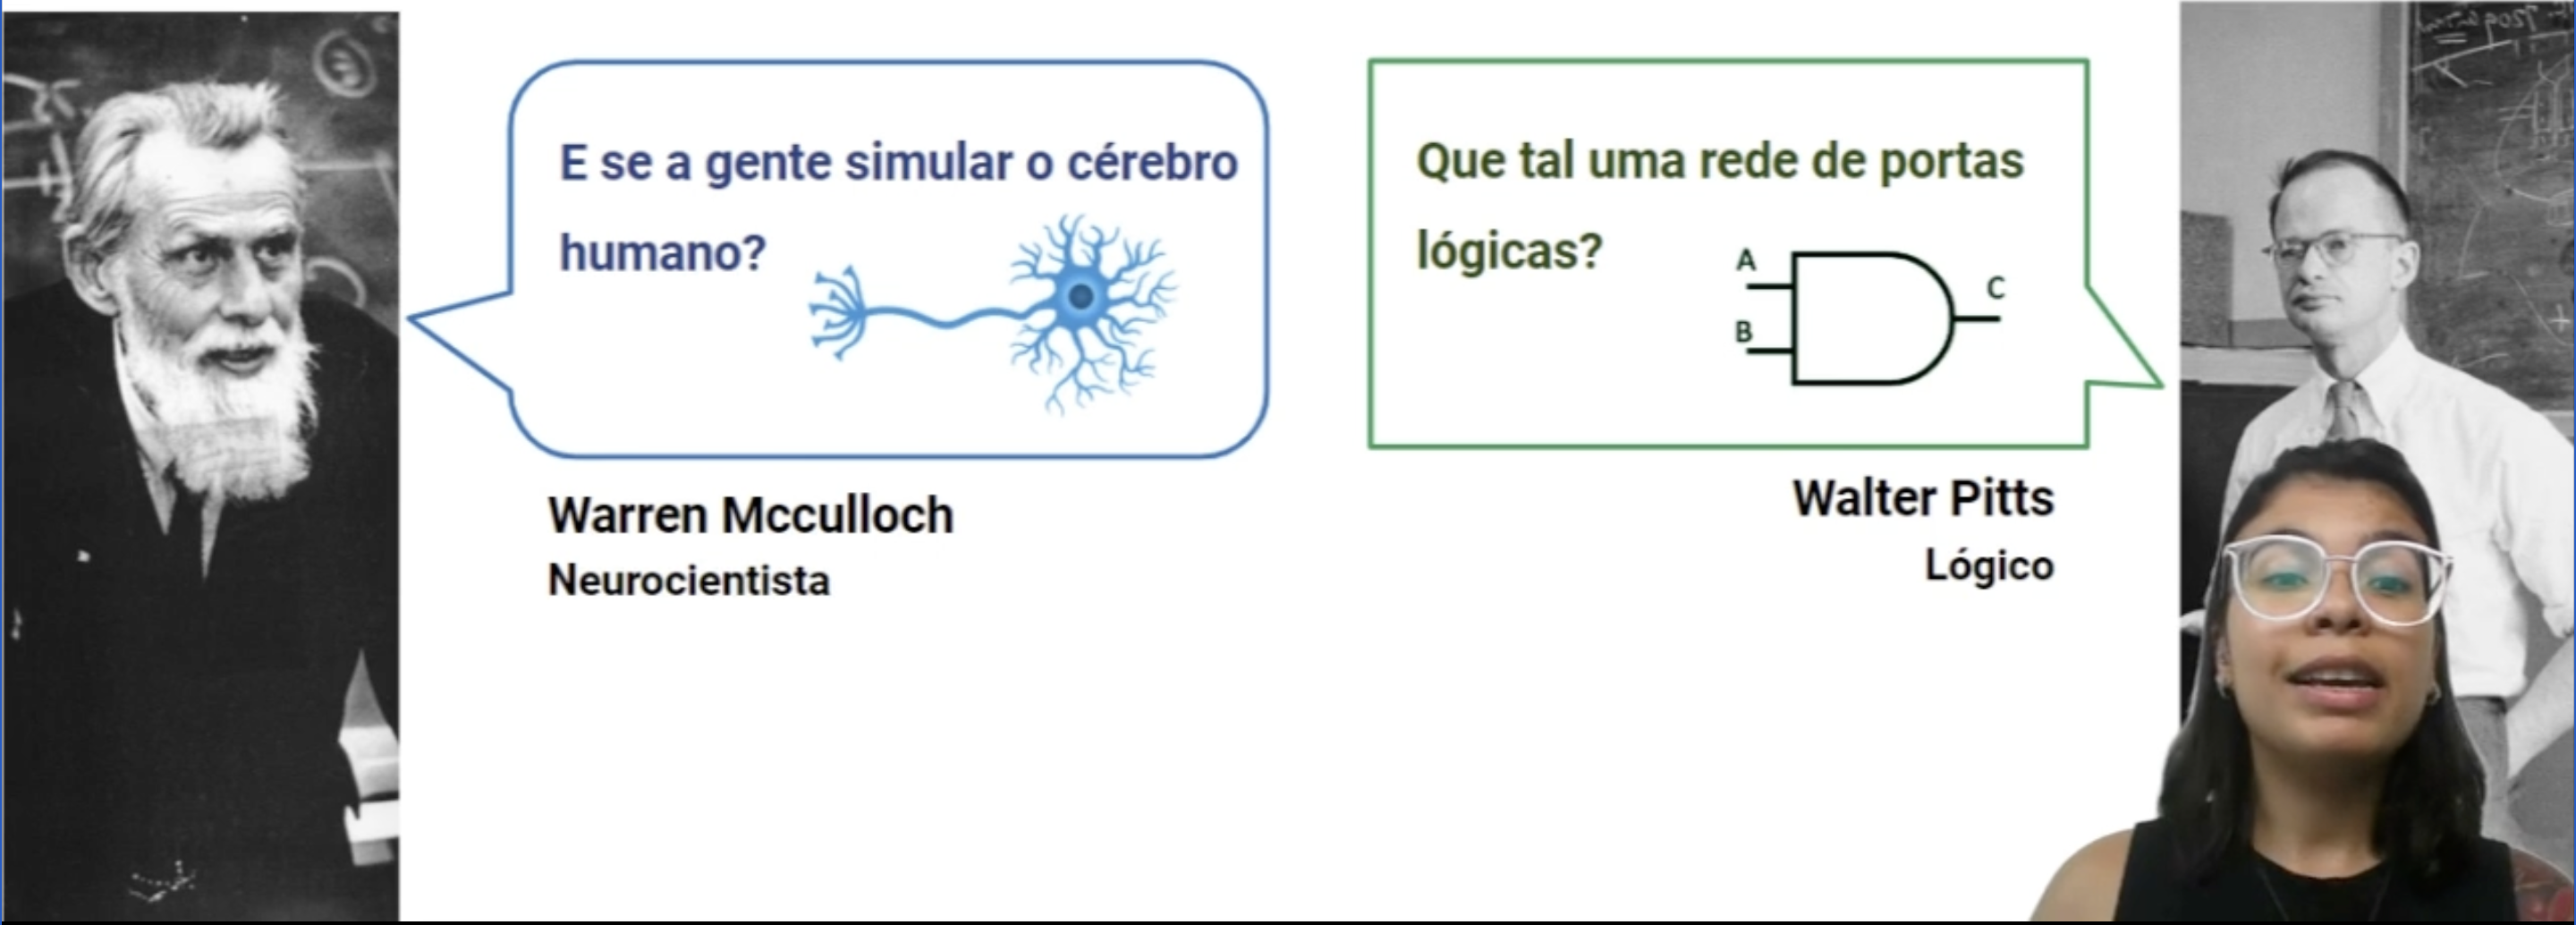 E se a gente simular o cérebro
humano?
Warren Mcculloch
Neurocientista
Que tal uma rede de portas
lógicas?
A
B
C
Walter Pitts
Lógico